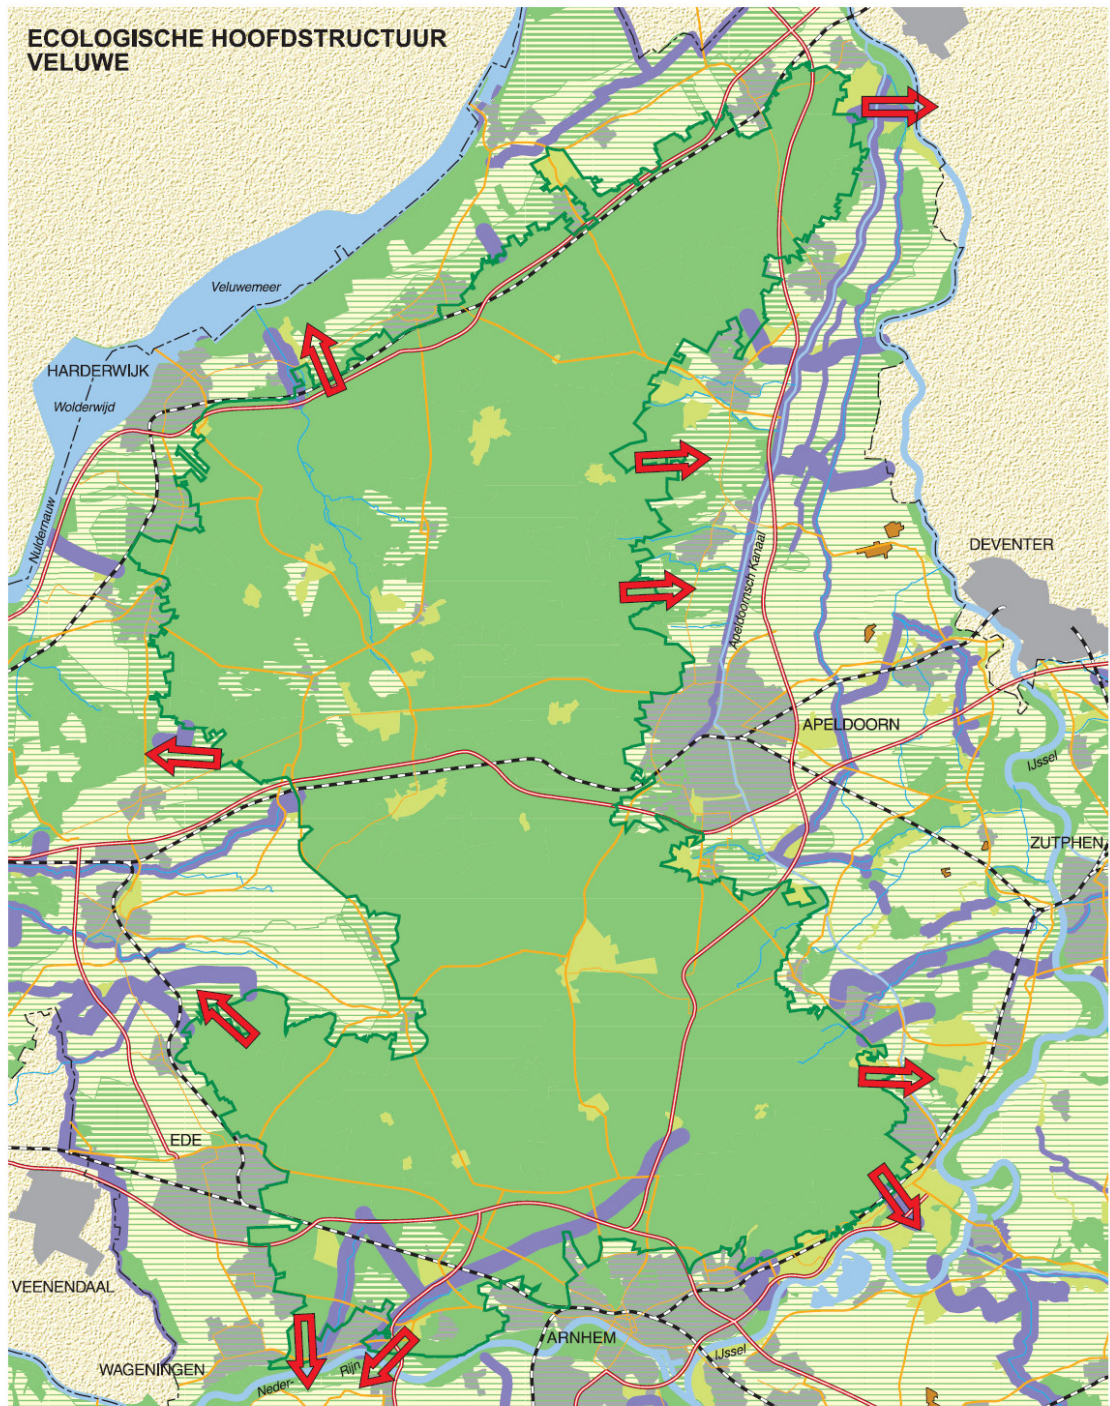 ECOLOGISCHE HOOFDSTRUCTUUR
VELUWE
Veluwemeer
HARDERWIJK
Wolderwijd
Nuldernauw
DEVENTER
Apeldoornsch Kanaal
APELDOORN
IJssel
ZUTPHEN
EDE
VEENENDAAL
WAGENINGEN
Neder-
Rijn
ARNHEM
IJssel